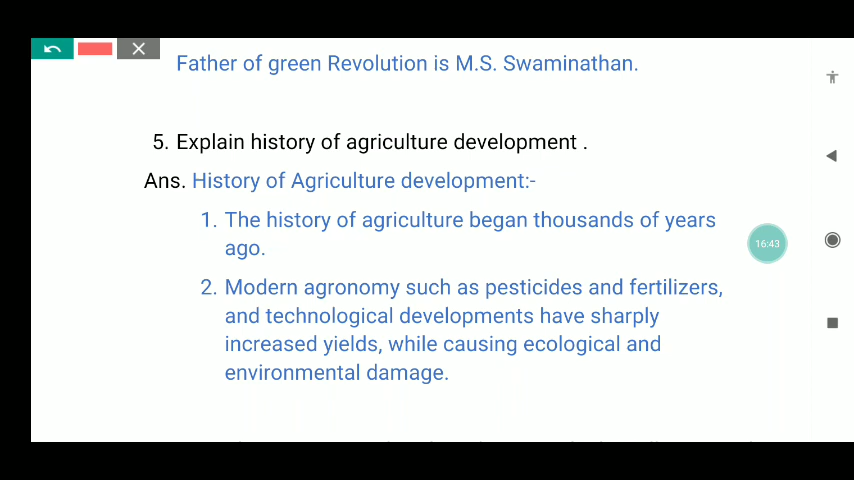 Father of green Revolution is M.S. Swaminathan.
5. Explain history of agriculture development .
Ans. History of Agriculture development:-
1. The history of agriculture began thousands of years
ago.
16:43
2. Modern agronomy such as pesticides and fertilizers,
and technological developments have sharply
increased yields, while causing ecological and
environmental damage.